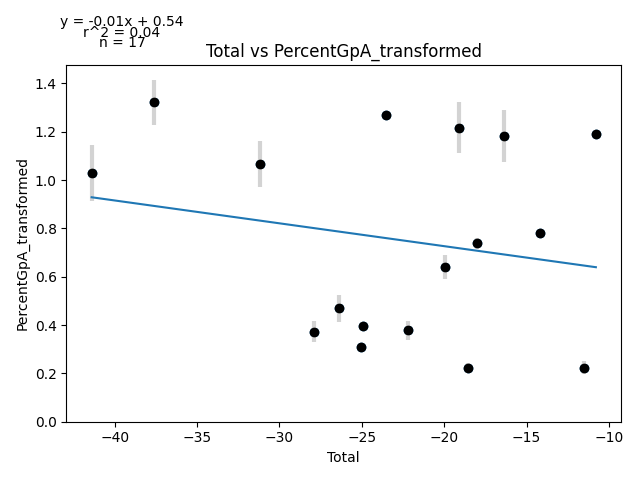 y = -0.01x + 0.54
r^2 = 0.04
n = 17
Total vs PercentGpA_transformed
1.4
1.2
1.0
0.8
0.6
0.4
0.2
0.0
PercentGpA_transformed
−40
−35
−30
−25
−20
−15
−10
Total